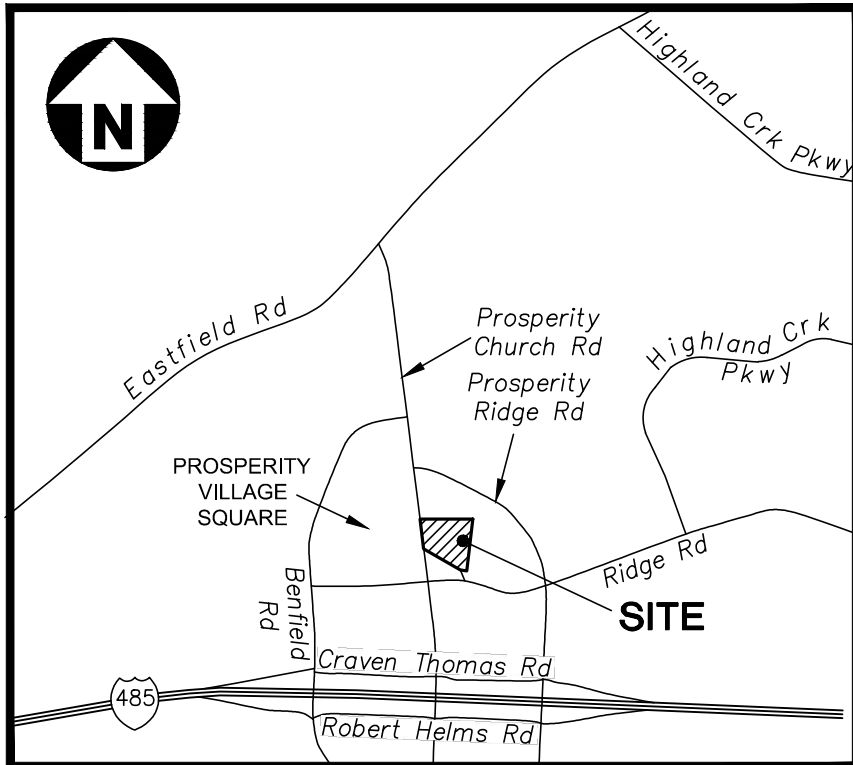 N
Highland Crk Pkwy
Eastfield Rd
Prosperity
Church Rd
Highland Crk
Pkwy
Prosperity
Ridge Rd
PROSPERITY
VILLAGE
SQUARE
Ridge Rd
Benfield
Rd
SITE
Craven Thomas Rd
485
Robert Helms Rd